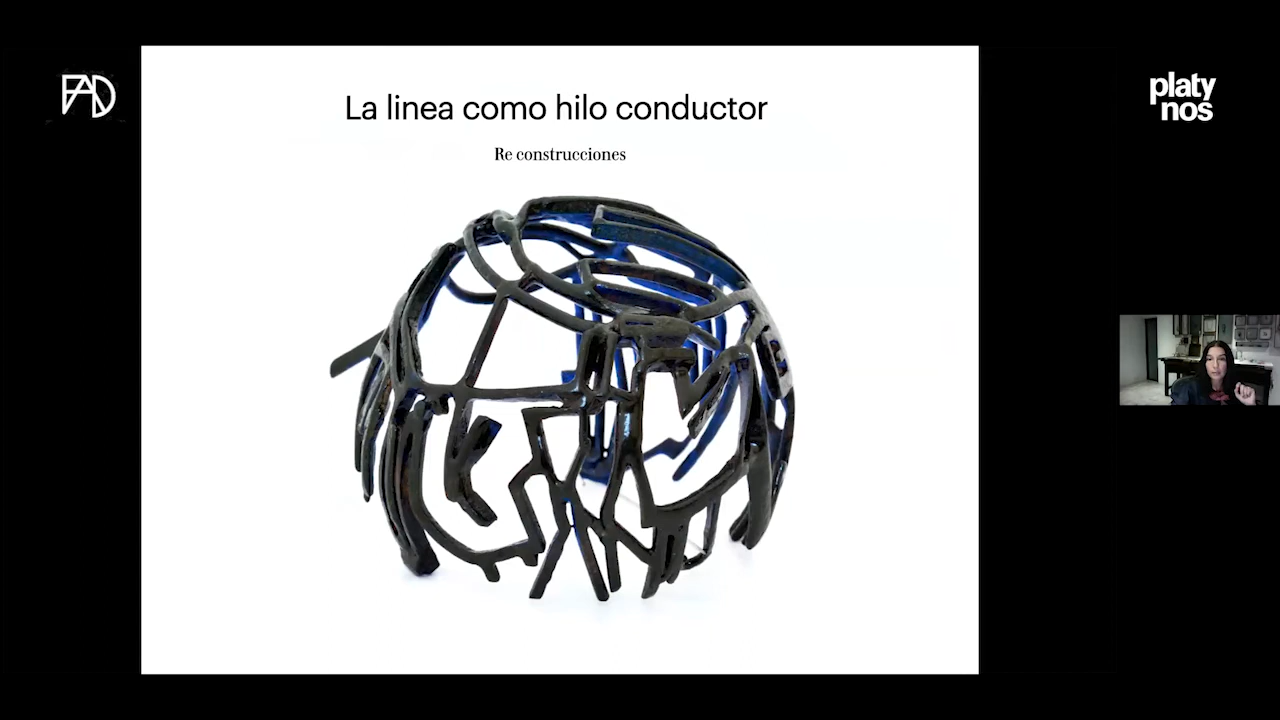 FAD
La linea como hilo conductor
Re construcciones
platy
nos